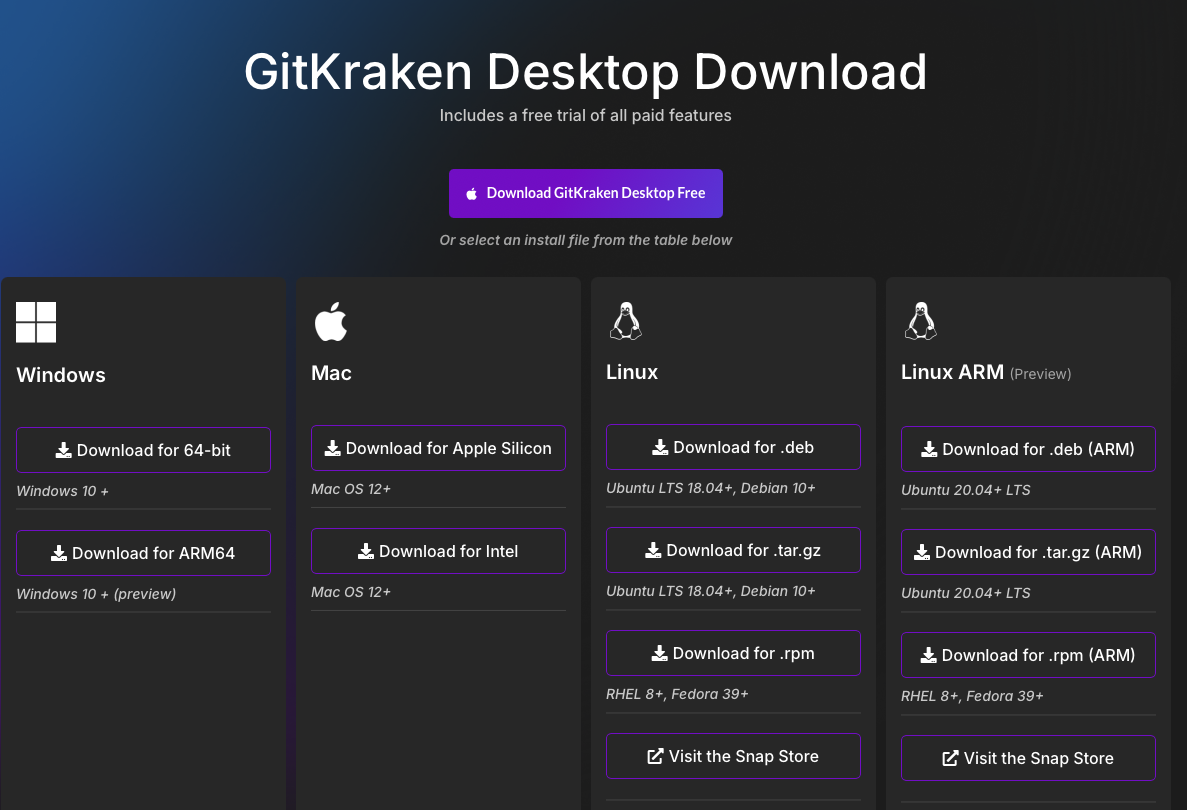 GitKraken Desktop Download
Includes a free trial of all paid features
Download GitKraken Desktop Free
Or select an install file from the table below
Windows
Download for 64-bit
Windows 10 +
Download for ARM64
Windows 10 + (preview)
Mac
Download for Apple Silicon
Mac OS 12+
Download for Intel
Mac OS 12+
Linux
Download for .deb
Ubuntu LTS 18.04+, Debian 10+
Download for .tar.gz
Ubuntu LTS 18.04+, Debian 10+
Download for .rpm
RHEL 8+, Fedora 39+
Visit the Snap Store
Linux ARM (Preview)
Download for .deb (ARM)
Ubuntu 20.04+ LTS
Download for .tar.gz (ARM)
Ubuntu 20.04+ LTS
Download for .rpm (ARM)
RHEL 8+, Fedora 39+
Visit the Snap Store